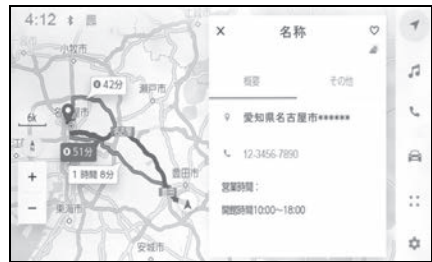 4:12
小牧市
42分
瀬戸市
6k
51分
1 時間 8分
豊田市
東海市
安城市
+
−
名称
概要
その他
愛知県名古屋市******
12-3456-7890
営業時間：
開館時間10:00～18:00